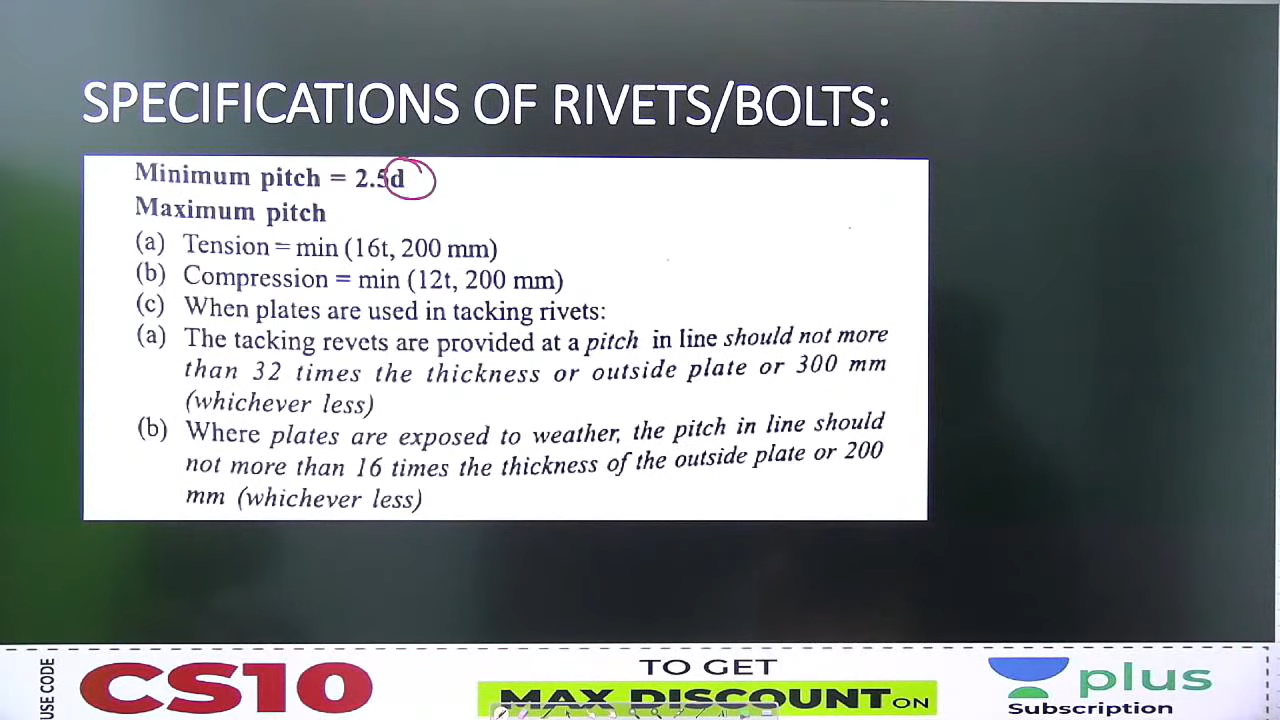 SPECIFICATIONS OF RIVETS/BOLTS:
Minimum pitch = 2.5d
Maximum pitch
(a) Tension = min (16t, 200 mm)
(b) Compression = min (12t, 200 mm)
(c) When plates are used in tacking rivets:
(a) The tacking revets are provided at a pitch in line should not more
than 32 times the thickness or outside plate or 300 mm
(whichever less)
(b) Where plates are exposed to weather, the pitch in line should
not more than 16 times the thickness of the outside plate or 200
mm (whichever less)
USE CODE
CS10
TO GET
MAX DISCOUNT ON
plus
Subscription